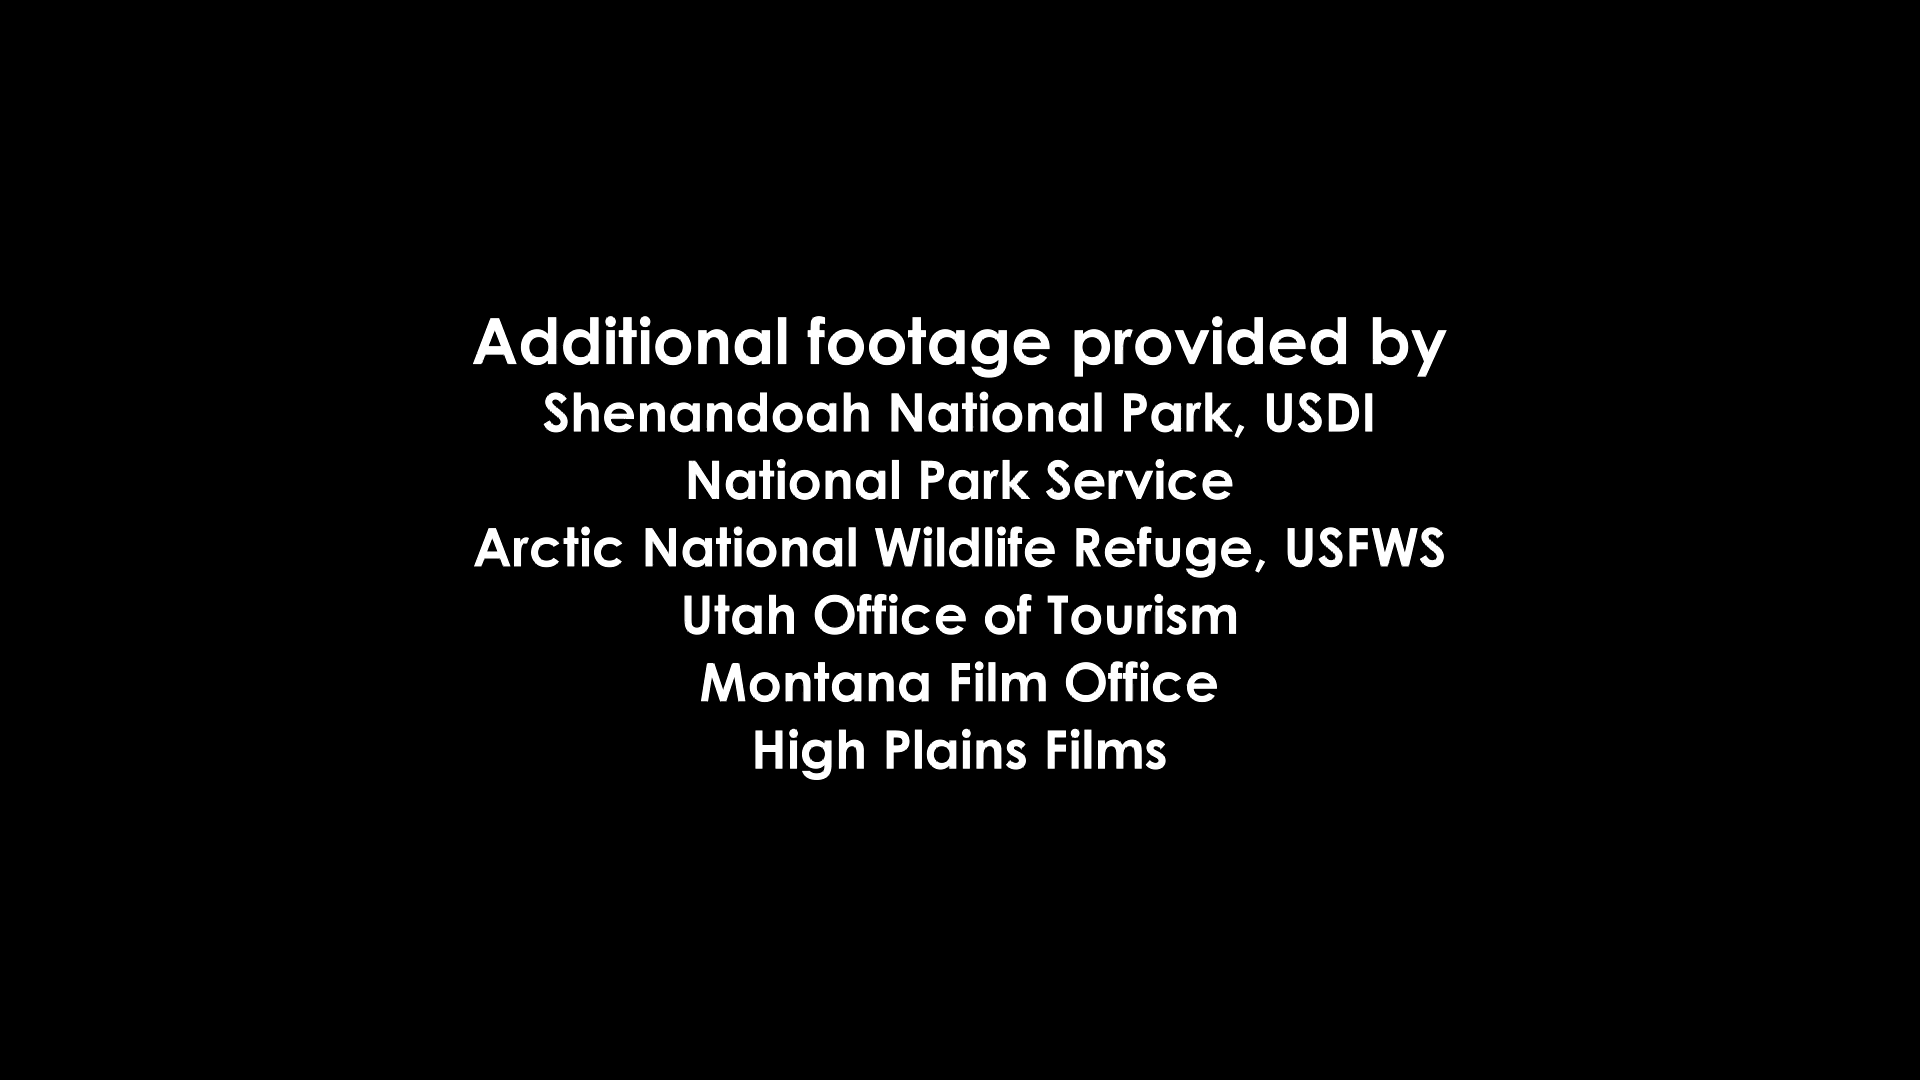 Additional footage provided by
Shenandoah National Park, USDI
National Park Service
Arctic National Wildlife Refuge, USFWS
Utah Office of Tourism
Montana Film Office
High Plains Films